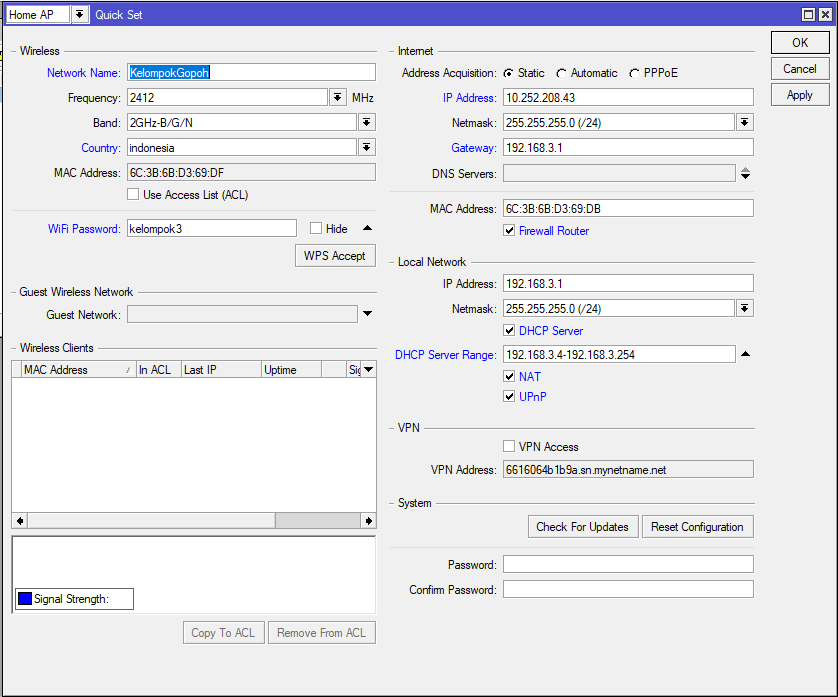 Home AP Quick Set
Wireless
Network Name: KelompokGopoh
Frequency: 2412 MHz
Band: 2GHz-B/G/N
Country: indonesia
MAC Address: 6C:3B:6B:D3:69:DF
Use Access List (ACL)
WiFi Password: kelompok3 Hide
WPS Accept
Guest Wireless Network
Guest Network:
Wireless Clients
MAC Address In ACL Last IP Uptime Sig
Signal Strength:
Copy To ACL Remove From ACL
Internet
Address Acquisition: Static Automatic PPPoE
IP Address: 10.252.208.43
Netmask: 255.255.255.0 (/24)
Gateway: 192.168.3.1
DNS Servers:
MAC Address: 6C:3B:6B:D3:69:DB
Firewall Router
Local Network
IP Address: 192.168.3.1
Netmask: 255.255.255.0 (/24)
DHCP Server
DHCP Server Range: 192.168.3.4-192.168.3.254
NAT
UPnP
VPN
VPN Access
VPN Address: 6616064b1b9a.sn.mynetname.net
System
Check For Updates Reset Configuration
Password:
Confirm Password:
OK
Cancel
Apply